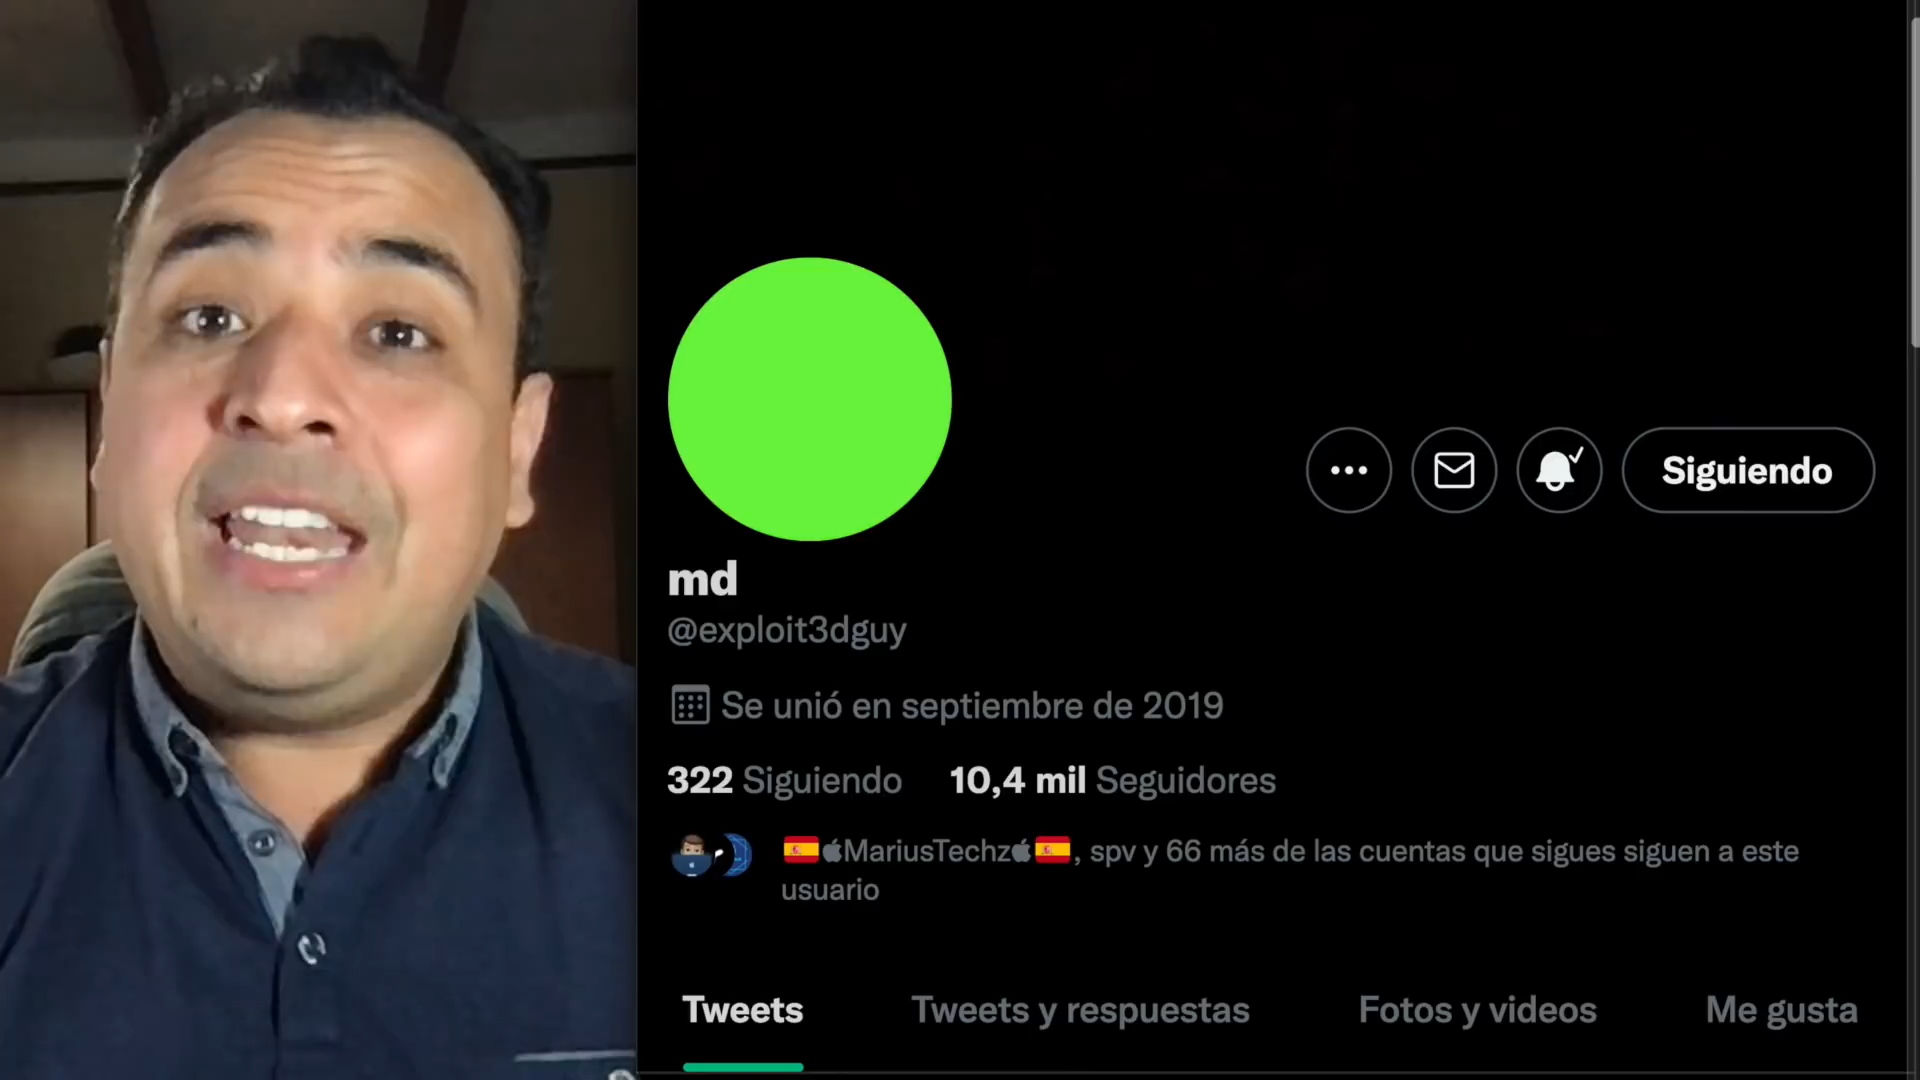 Siguiendo
md
@exploit3dguy
Se unió en septiembre de 2019
322 Siguiendo 10,4 mil Seguidores
🇪🇸MariusTechz🇪🇸, spv y 66 más de las cuentas que sigues siguen a este
usuario
Tweets Tweets y respuestas Fotos y videos Me gusta